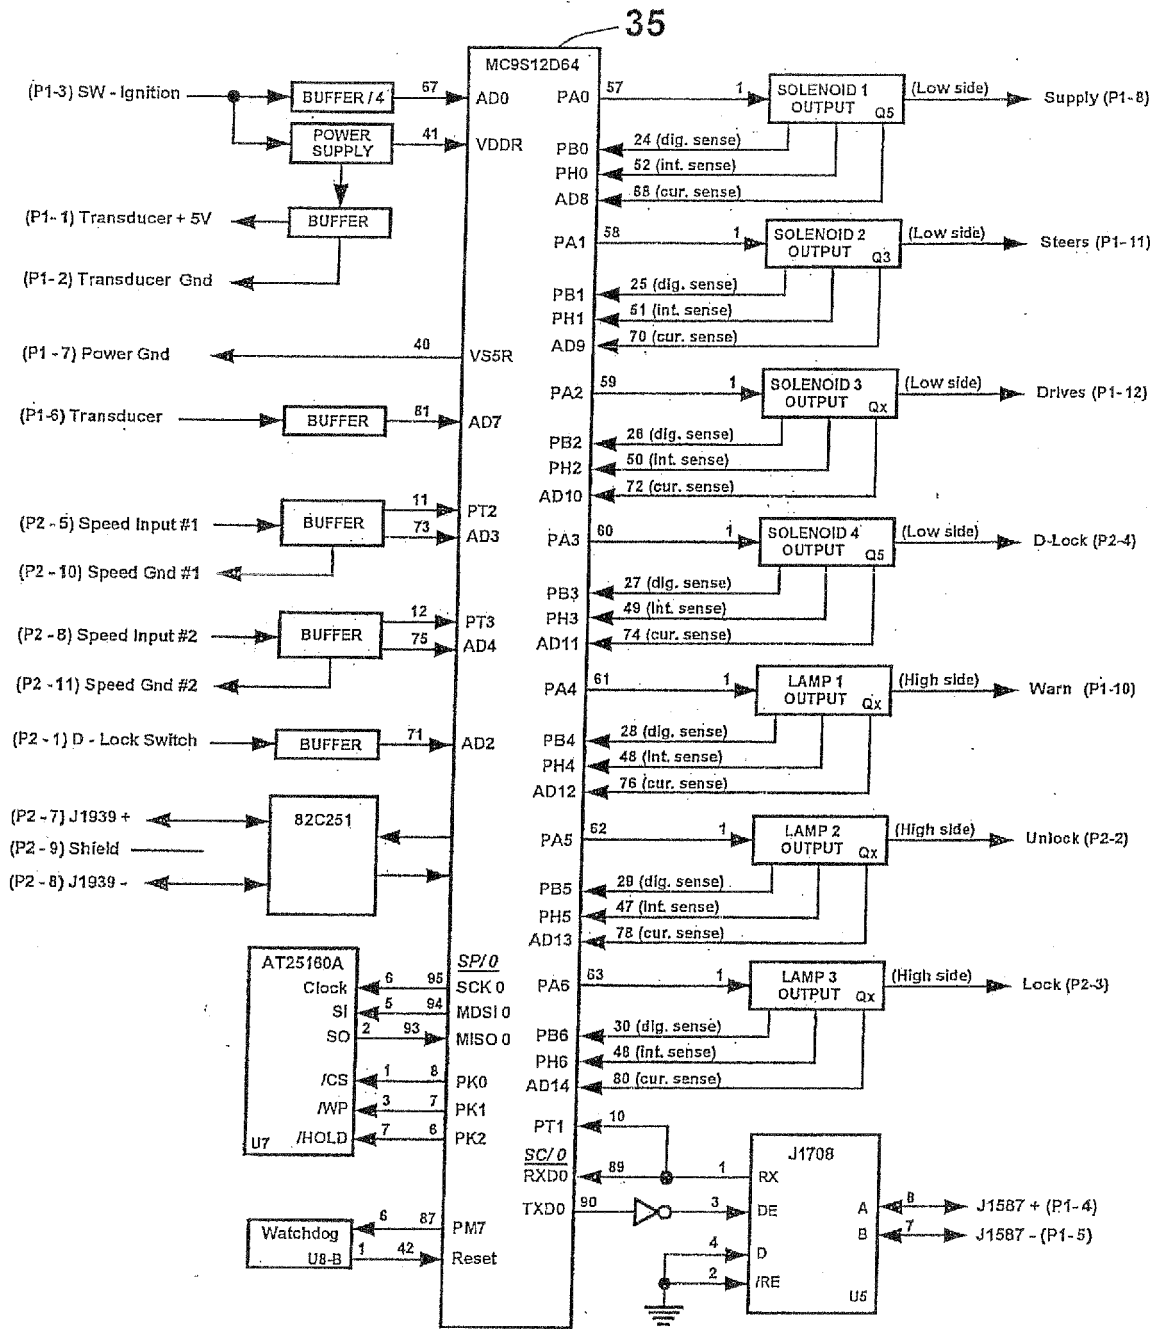 35
MC9S12D64
(P1-3) SW - Ignition
BUFFER / 4
67
AD0
POWER
SUPPLY
41
VDDR
(P1-1) Transducer + 5V
BUFFER
(P1-2) Transducer Gnd
(P1 - 7) Power Gnd
40
VS5R
(P1-6) Transducer
BUFFER
81
AD7
(P2 - 5) Speed Input #1
BUFFER
11
PT2
73
AD3
(P2 - 10) Speed Gnd #1
(P2 - 8) Speed Input #2
BUFFER
12
PT3
75
AD4
(P2 -11) Speed Gnd #2
(P2 - 1) D - Lock Switch
BUFFER
71
AD2
(P2 - 7) J1939 +
82C251
(P2 - 9) Shield
(P2 - 8) J1939 -
AT25160A
SP/0
Clock
6
95
SCK 0
SI
5
94
MDSI 0
SO
2
93
MISO 0
/CS
1
8
PK0
/WP
3
7
PK1
/HOLD
7
6
PK2
U7
Watchdog
U8-B
6
87
PM7
1
42
Reset
PA0
57
1
SOLENOID 1
OUTPUT
Q5
(Low side)
Supply (P1-8)
PB0
24 (dig. sense)
PH0
52 (int. sense)
AD8
68 (cur. sense)
PA1
58
1
SOLENOID 2
OUTPUT
Q3
(Low side)
Steers (P1-11)
PB1
25 (dig. sense)
PH1
51 (int. sense)
AD9
70 (cur. sense)
PA2
59
1
SOLENOID 3
OUTPUT
Qx
(Low side)
Drives (P1-12)
PB2
26 (dig. sense)
PH2
50 (int. sense)
AD10
72 (cur. sense)
PA3
60
1
SOLENOID 4
OUTPUT
Q5
(Low side)
D-Lock (P2-4)
PB3
27 (dig. sense)
PH3
49 (int. sense)
AD11
74 (cur. sense)
PA4
61
1
LAMP 1
OUTPUT
Qx
(High side)
Warn (P1-10)
PB4
28 (dig. sense)
PH4
48 (int. sense)
AD12
76 (cur. sense)
PA5
62
1
LAMP 2
OUTPUT
Qx
(High side)
Unlock (P2-2)
PB5
29 (dig. sense)
PH5
47 (int. sense)
AD13
78 (cur. sense)
PA6
63
1
LAMP 3
OUTPUT
Qx
(High side)
Lock (P2-3)
PB6
30 (dig. sense)
PH6
48 (int. sense)
AD14
80 (cur. sense)
PT1
10
SC/0
RXD0
89
1
RX
J1708
TXD0
90
3
DE
4
D
2
/RE
A
8
J1587 + (P1-4)
B
7
J1587 - (P1-5)
U5